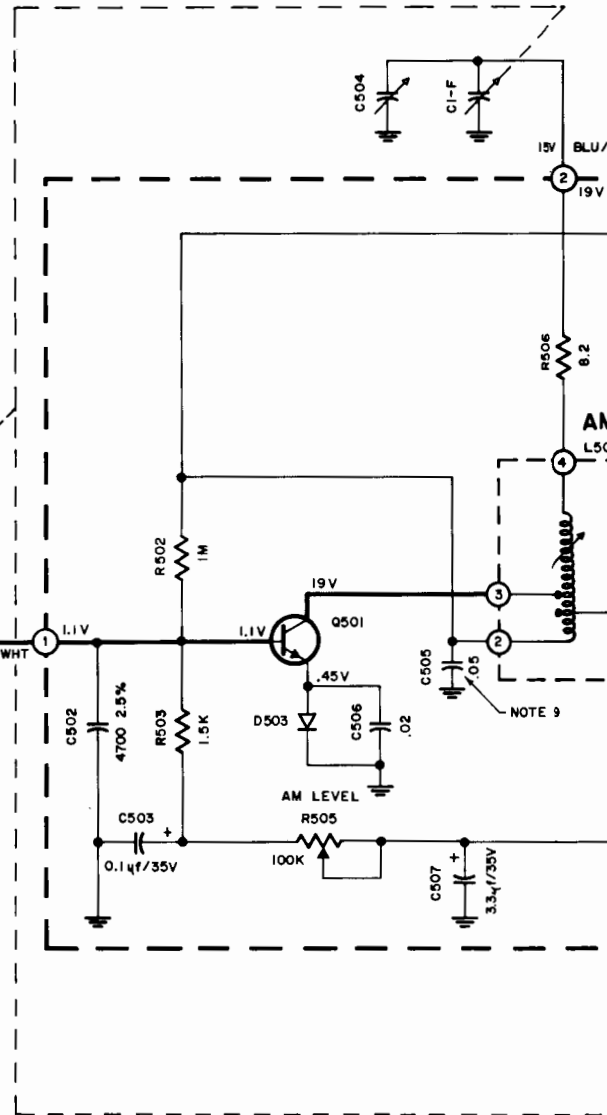 C504
C1-F
15V
BLU/
2
19V
R506
8.2
AM
L50
4
R502
1M
19V
3
Q501
1.1V
1.1V
1
WHT
2
.45V
C505
.05
C502
4700 2.5%
R503
1.5K
D503
C506
.02
NOTE 9
AM LEVEL
C503
+
R505
0.1µf/35V
100K
+
C507
3.3µf/35V